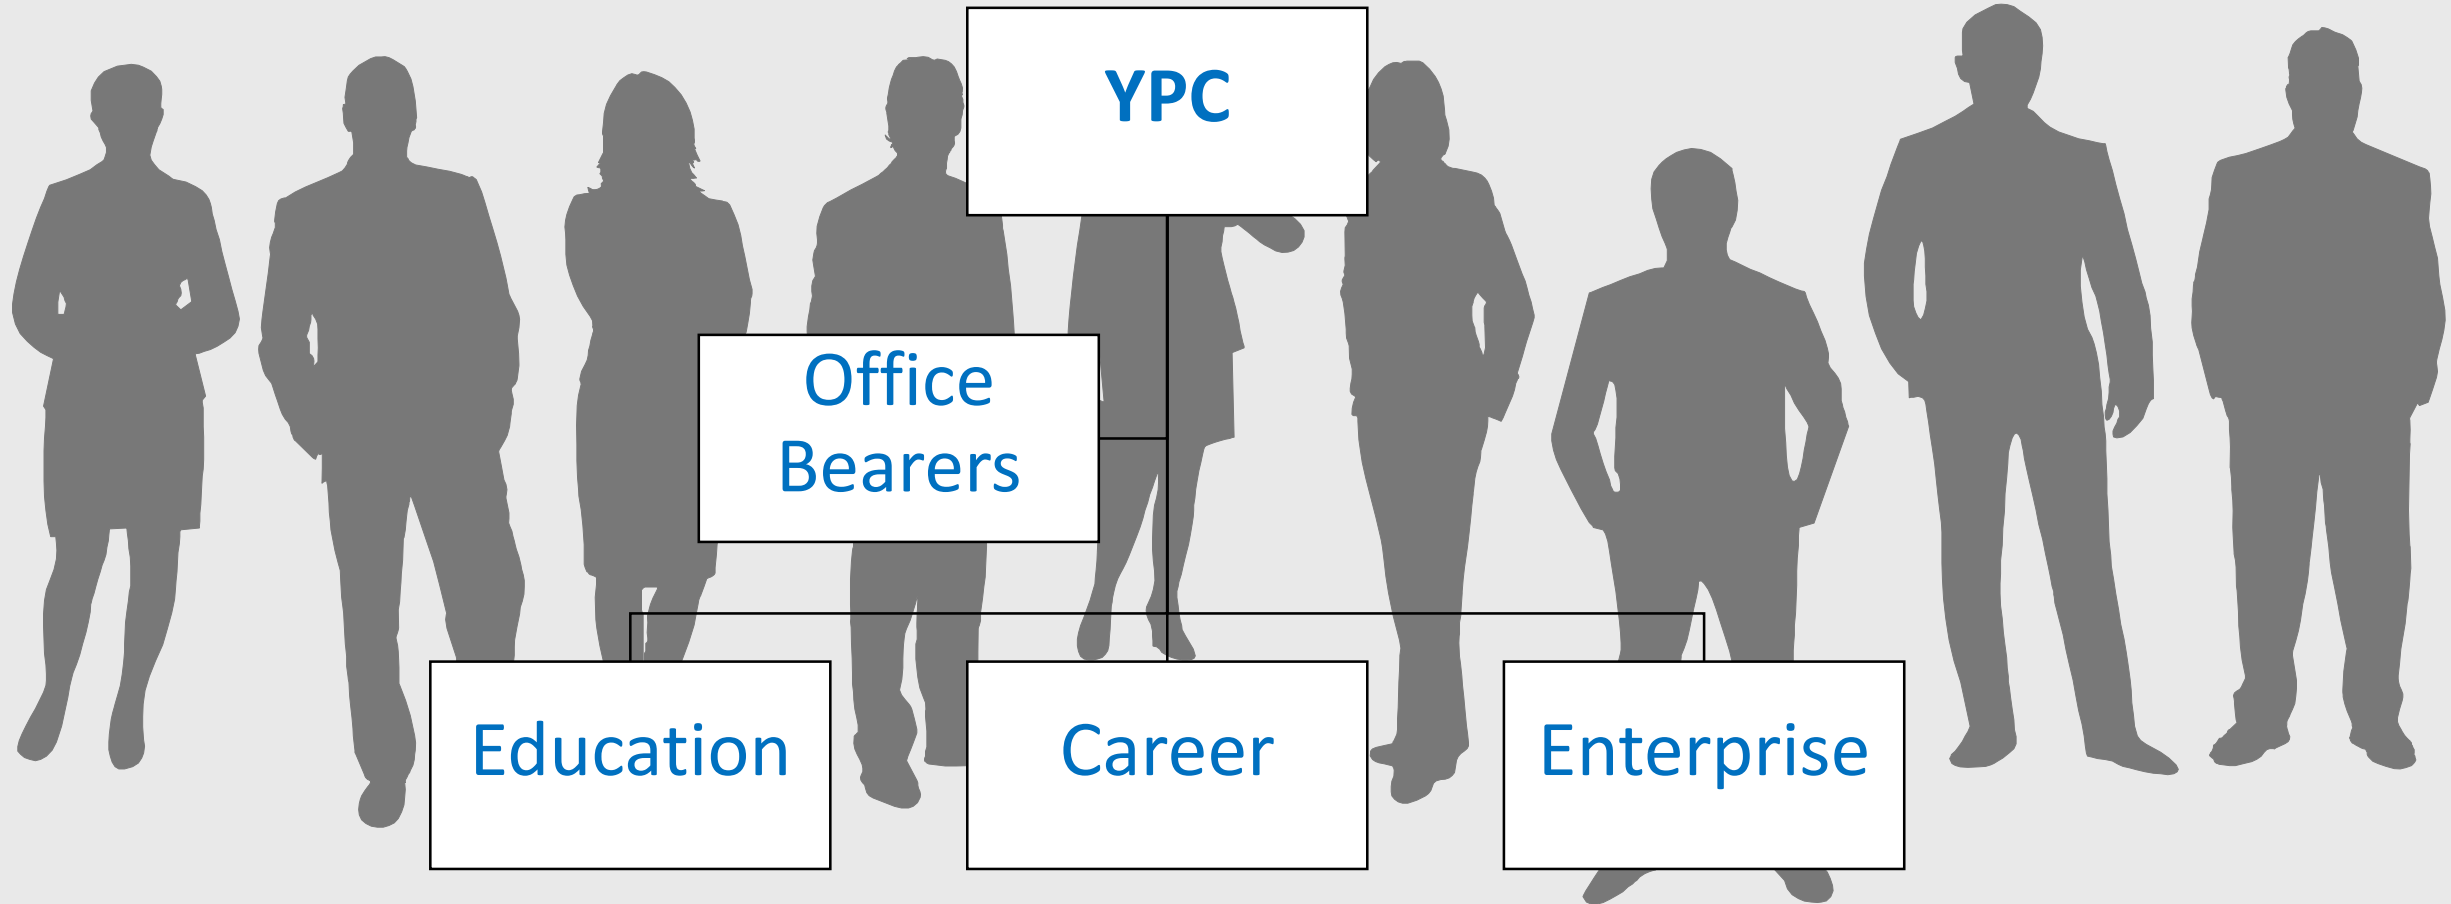 YPC
Office
Bearers
Education
Career
Enterprise